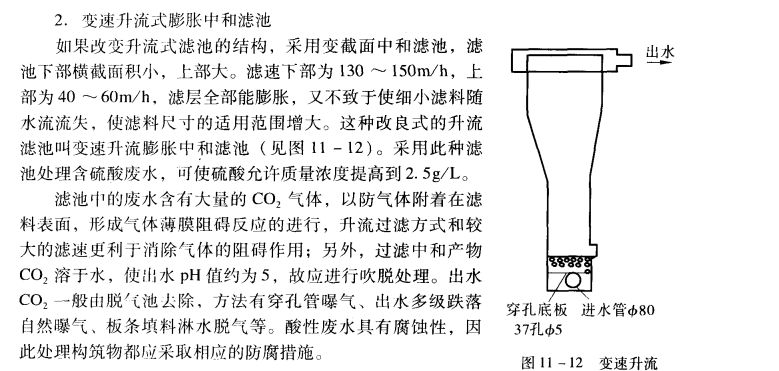 2. 变速升流式膨胀中和滤池
如果改变升流式滤池的结构，采用变截面中和滤池，滤
池下部横截面积小，上部大。滤速下部为 130 ～ 150m/h，上
部为 40 ～ 60m/h，滤层全部能膨胀，又不致于使细小滤料随
水流流失，使滤料尺寸的适用范围增大。这种改良式的升流
滤池叫变速升流膨胀中和滤池（见图 11 - 12）。采用此种滤
池处理含硫酸废水，可使硫酸允许质量浓度提高到 2.5g/L。
滤池中的废水含有大量的 CO₂ 气体，以防气体附着在滤
料表面，形成气体薄膜阻碍反应的进行，升流过滤方式和较
大的滤速更利于消除气体的阻碍作用；另外，过滤中和产物
CO₂ 溶于水，使出水 pH 值约为 5，故应进行吹脱处理。出水
CO₂ 一般由脱气池去除，方法有穿孔管曝气、出水多级跌落
自然曝气、板条填料淋水脱气等。酸性废水具有腐蚀性，因
此处理构筑物都应采取相应的防腐措施。
出水
穿孔底板 进水管φ80
37孔φ5
图 11 - 12 变速升流